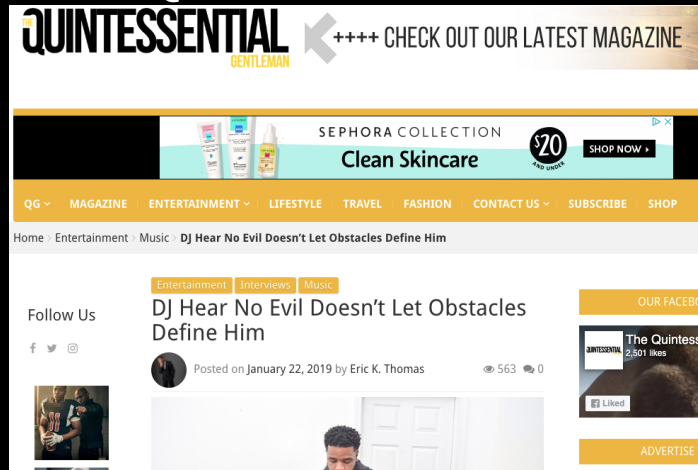 THE
QUINTESSENTIAL
GENTLEMAN
++++ CHECK OUT OUR LATEST MAGAZINE
SEPHORA COLLECTION
Clean Skincare
$20
AND UNDER
SHOP NOW
QG MAGAZINE ENTERTAINMENT LIFESTYLE TRAVEL FASHION CONTACT US SUBSCRIBE SHOP
Home > Entertainment > Music > DJ Hear No Evil Doesn't Let Obstacles Define Him
Follow Us
Entertainment Interviews Music
DJ Hear No Evil Doesn't Let Obstacles
Define Him
Posted on January 22, 2019 by Eric K. Thomas 563 0
OUR FACEBO
QUINTESSENTIAL
The Quintess
2,501 likes
Liked
ADVERTISE